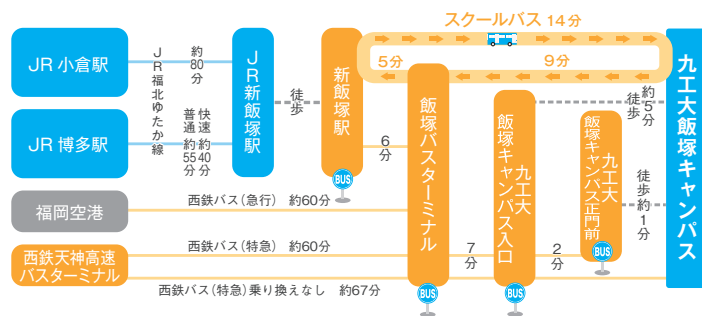 スクールバス 14分
5分
9分
JR 小倉駅
JR 博多駅
福岡空港
西鉄天神高速
バスターミナル
JR福北ゆたか線
約80分
快速 約40分
普通 約55分
JR新飯塚駅
徒歩
新飯塚駅
BUS
6分
飯塚バスターミナル
BUS
7分
九工大
飯塚キャンパス入口
BUS
2分
九工大
飯塚キャンパス正門前
BUS
徒歩 約5分
徒歩約1分
九工大飯塚キャンパス
西鉄バス(急行) 約60分
西鉄バス(特急) 約60分
西鉄バス(特急)乗り換えなし 約67分